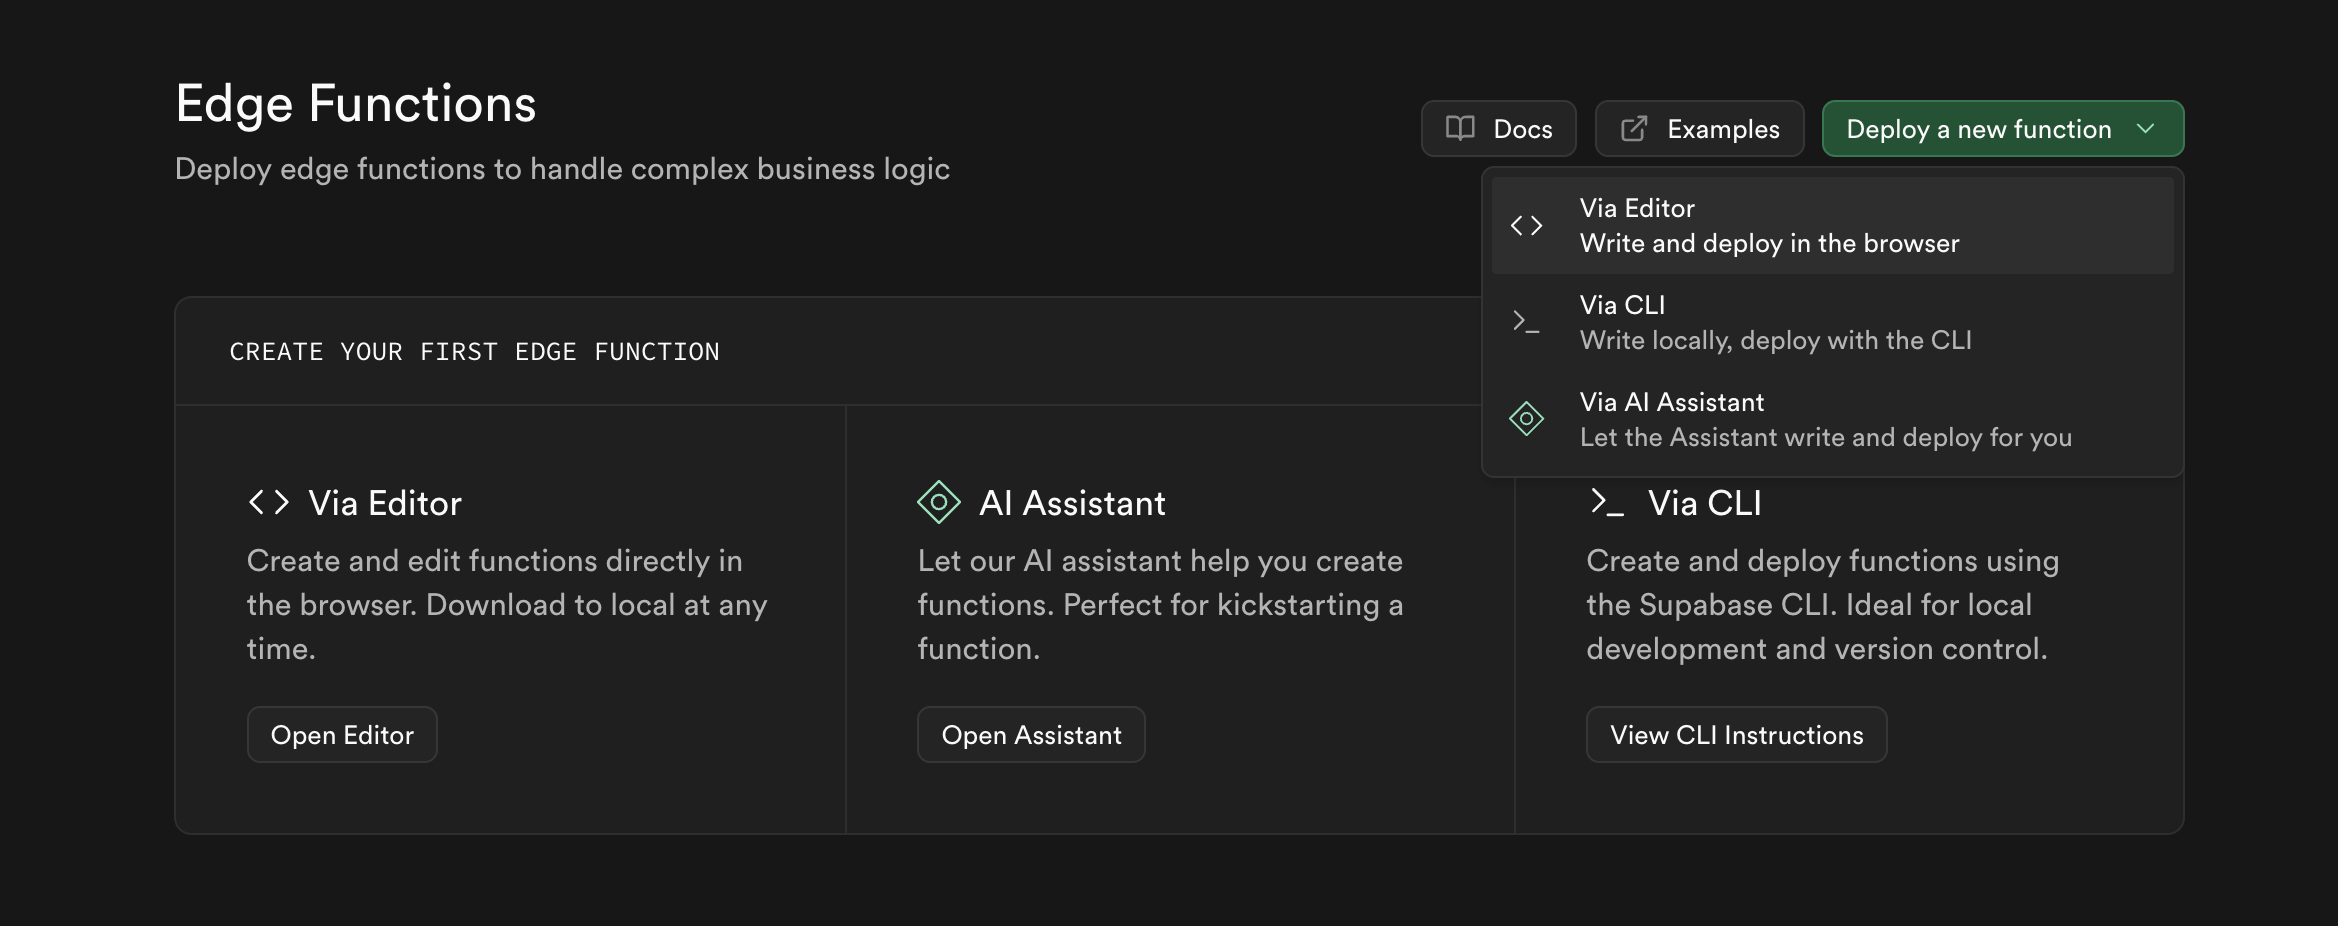 Edge Functions
Deploy edge functions to handle complex business logic
Docs
Examples
Deploy a new function
Via Editor
Write and deploy in the browser
Via CLI
Write locally, deploy with the CLI
Via AI Assistant
Let the Assistant write and deploy for you
CREATE YOUR FIRST EDGE FUNCTION
Via Editor
Create and edit functions directly in
the browser. Download to local at any
time.
Open Editor
AI Assistant
Let our AI assistant help you create
functions. Perfect for kickstarting a
function.
Open Assistant
Via CLI
Create and deploy functions using
the Supabase CLI. Ideal for local
development and version control.
View CLI Instructions